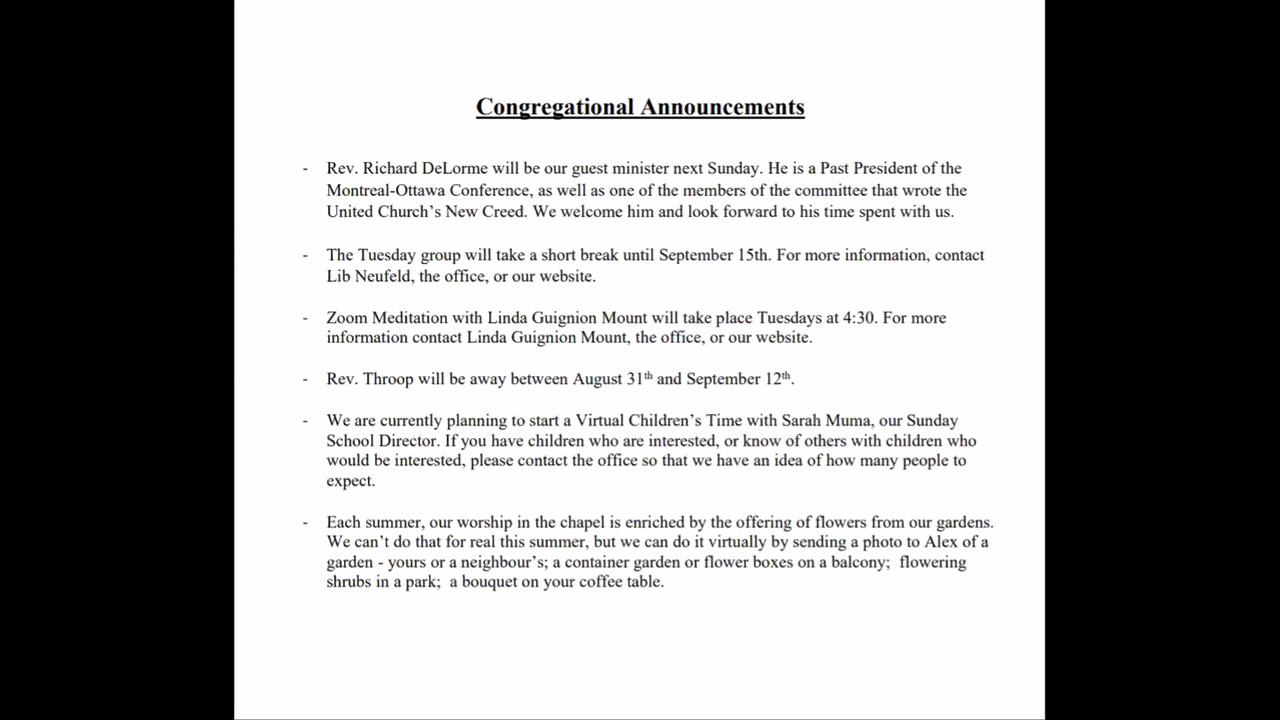 Congregational Announcements
- Rev. Richard DeLorme will be our guest minister next Sunday. He is a Past President of the
Montreal-Ottawa Conference, as well as one of the members of the committee that wrote the
United Church's New Creed. We welcome him and look forward to his time spent with us.
- The Tuesday group will take a short break until September 15th. For more information, contact
Lib Neufeld, the office, or our website.
- Zoom Meditation with Linda Guignion Mount will take place Tuesdays at 4:30. For more
information contact Linda Guignion Mount, the office, or our website.
- Rev. Throop will be away between August 31th and September 12th.
- We are currently planning to start a Virtual Children's Time with Sarah Muma, our Sunday
School Director. If you have children who are interested, or know of others with children who
would be interested, please contact the office so that we have an idea of how many people to
expect.
- Each summer, our worship in the chapel is enriched by the offering of flowers from our gardens.
We can't do that for real this summer, but we can do it virtually by sending a photo to Alex of a
garden - yours or a neighbour's; a container garden or flower boxes on a balcony;  flowering
shrubs in a park;  a bouquet on your coffee table.